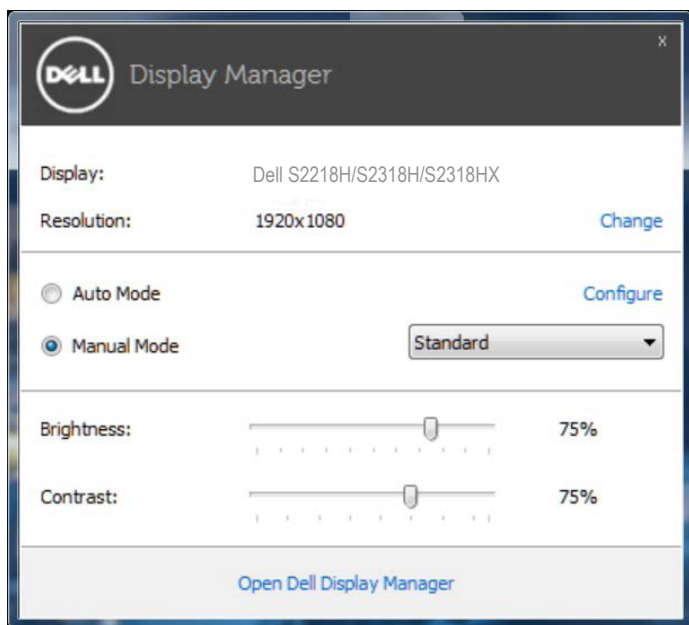 DELL Display Manager x
Display: Dell S2218H/S2318H/S2318HX
Resolution: 1920x1080 Change
Auto Mode Configure
Manual Mode Standard
Brightness: 75%
Contrast: 75%
Open Dell Display Manager